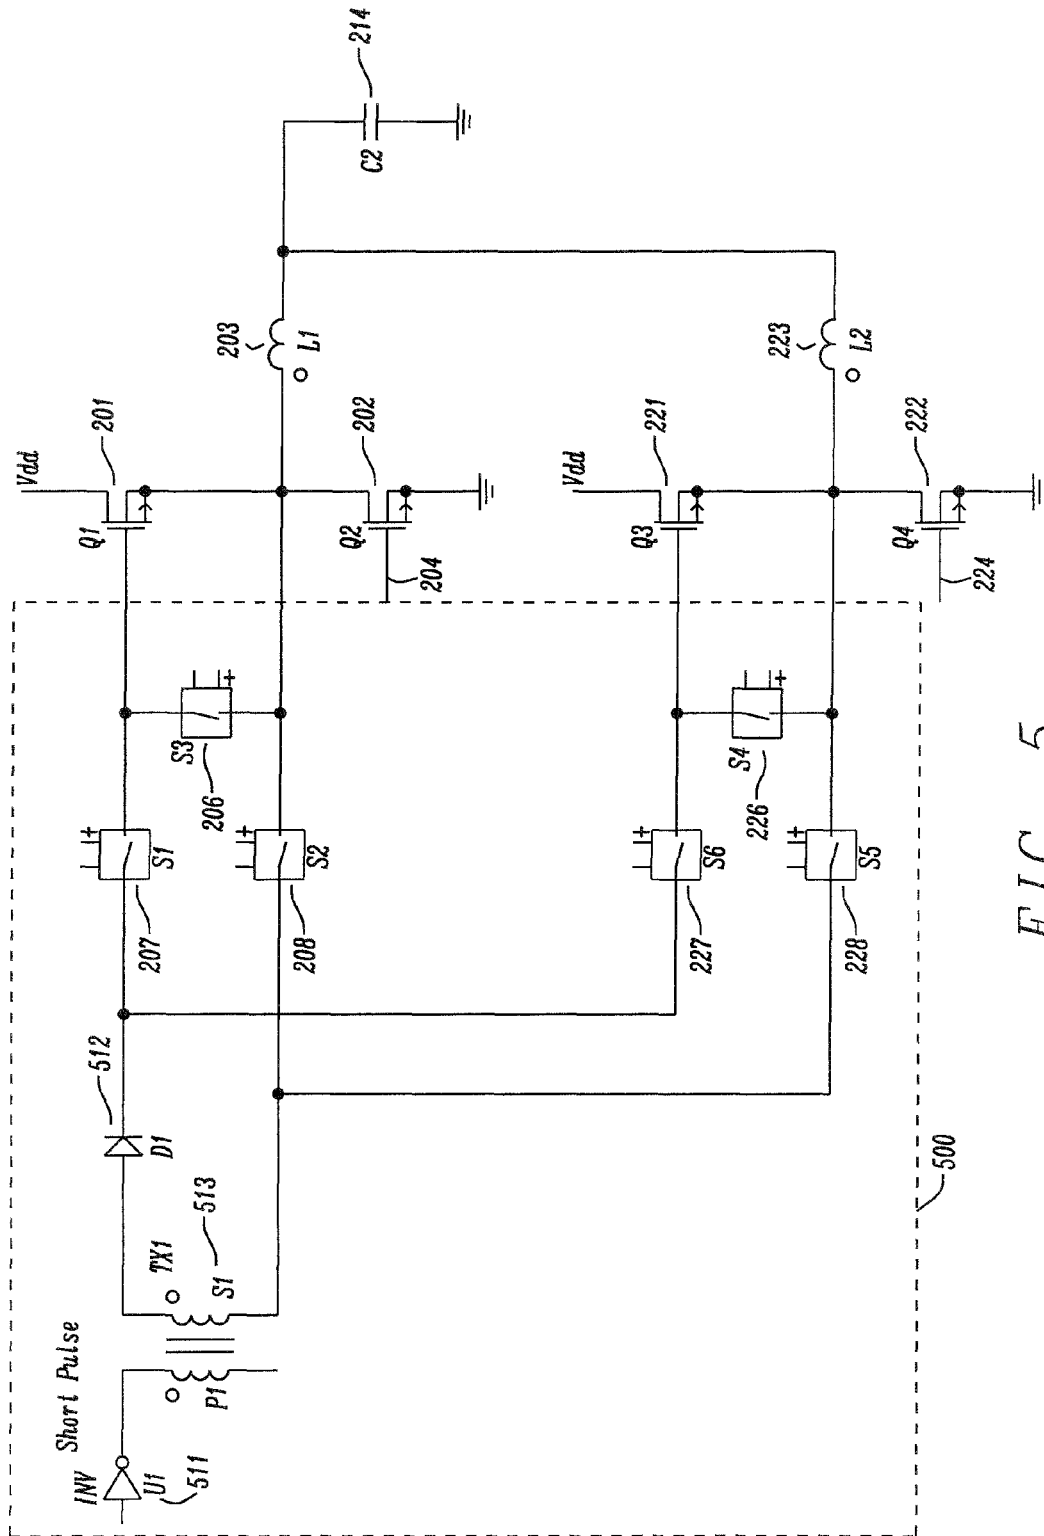 Short Pulse
INV
U1
511
P1
TX1
S1
513
D1
512
207
S1
208
S2
S3
206
227
S6
228
S5
S4
226
500
Vdd
Q1
201
Q2
202
204
203
L1
Vdd
Q3
221
Q4
222
224
223
L2
C2
214
FIG. 5